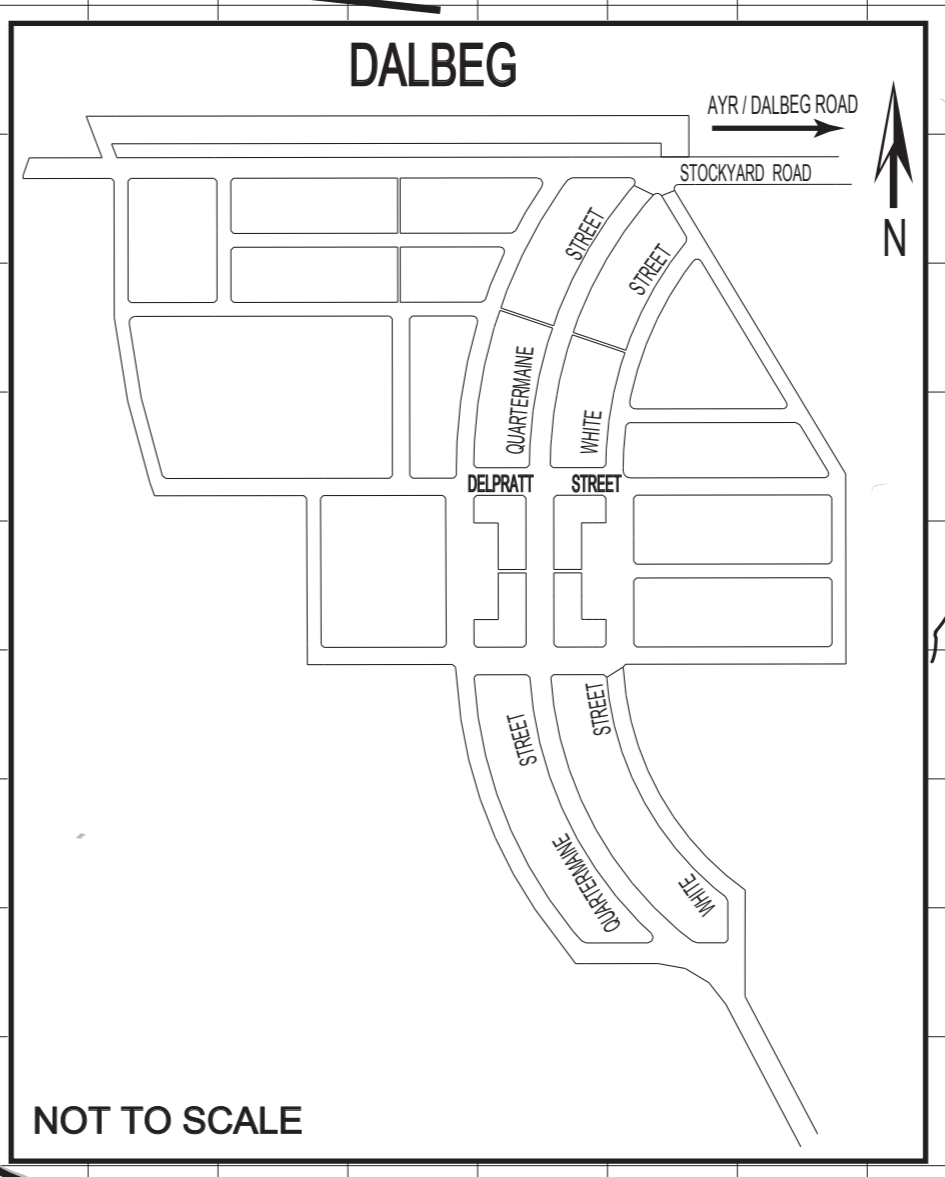 DALBEG
AYR / DALBEG ROAD
STOCKYARD ROAD
N
STREET
STREET
QUARTERMAINE
WHITE
DELPRATT STREET
STREET
STREET
QUARTERMAINE
WHITE
NOT TO SCALE